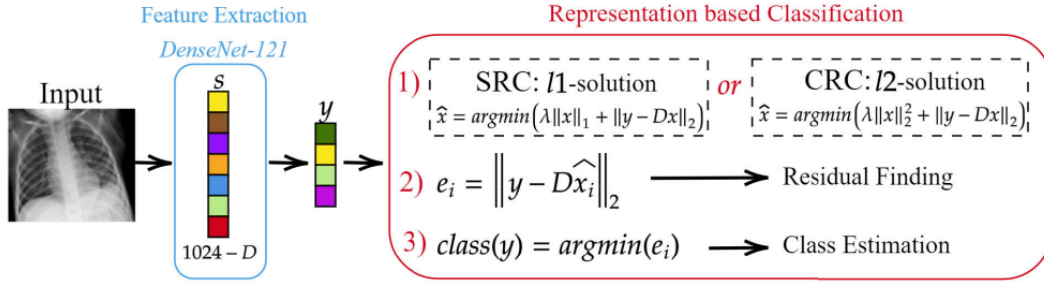 Feature Extraction
DenseNet-121
Input
s
1024 – D
y
Representation based Classification
1) SRC: l1-solution or CRC: l2-solution
x̂ = argmin(λ‖x‖₁ + ‖y – Dx‖₂) x̂ = argmin(λ‖x‖₂² + ‖y – Dx‖₂)
2) eᵢ = ‖y – Dx̂ᵢ‖₂ Residual Finding
3) class(y) = argmin(eᵢ) Class Estimation